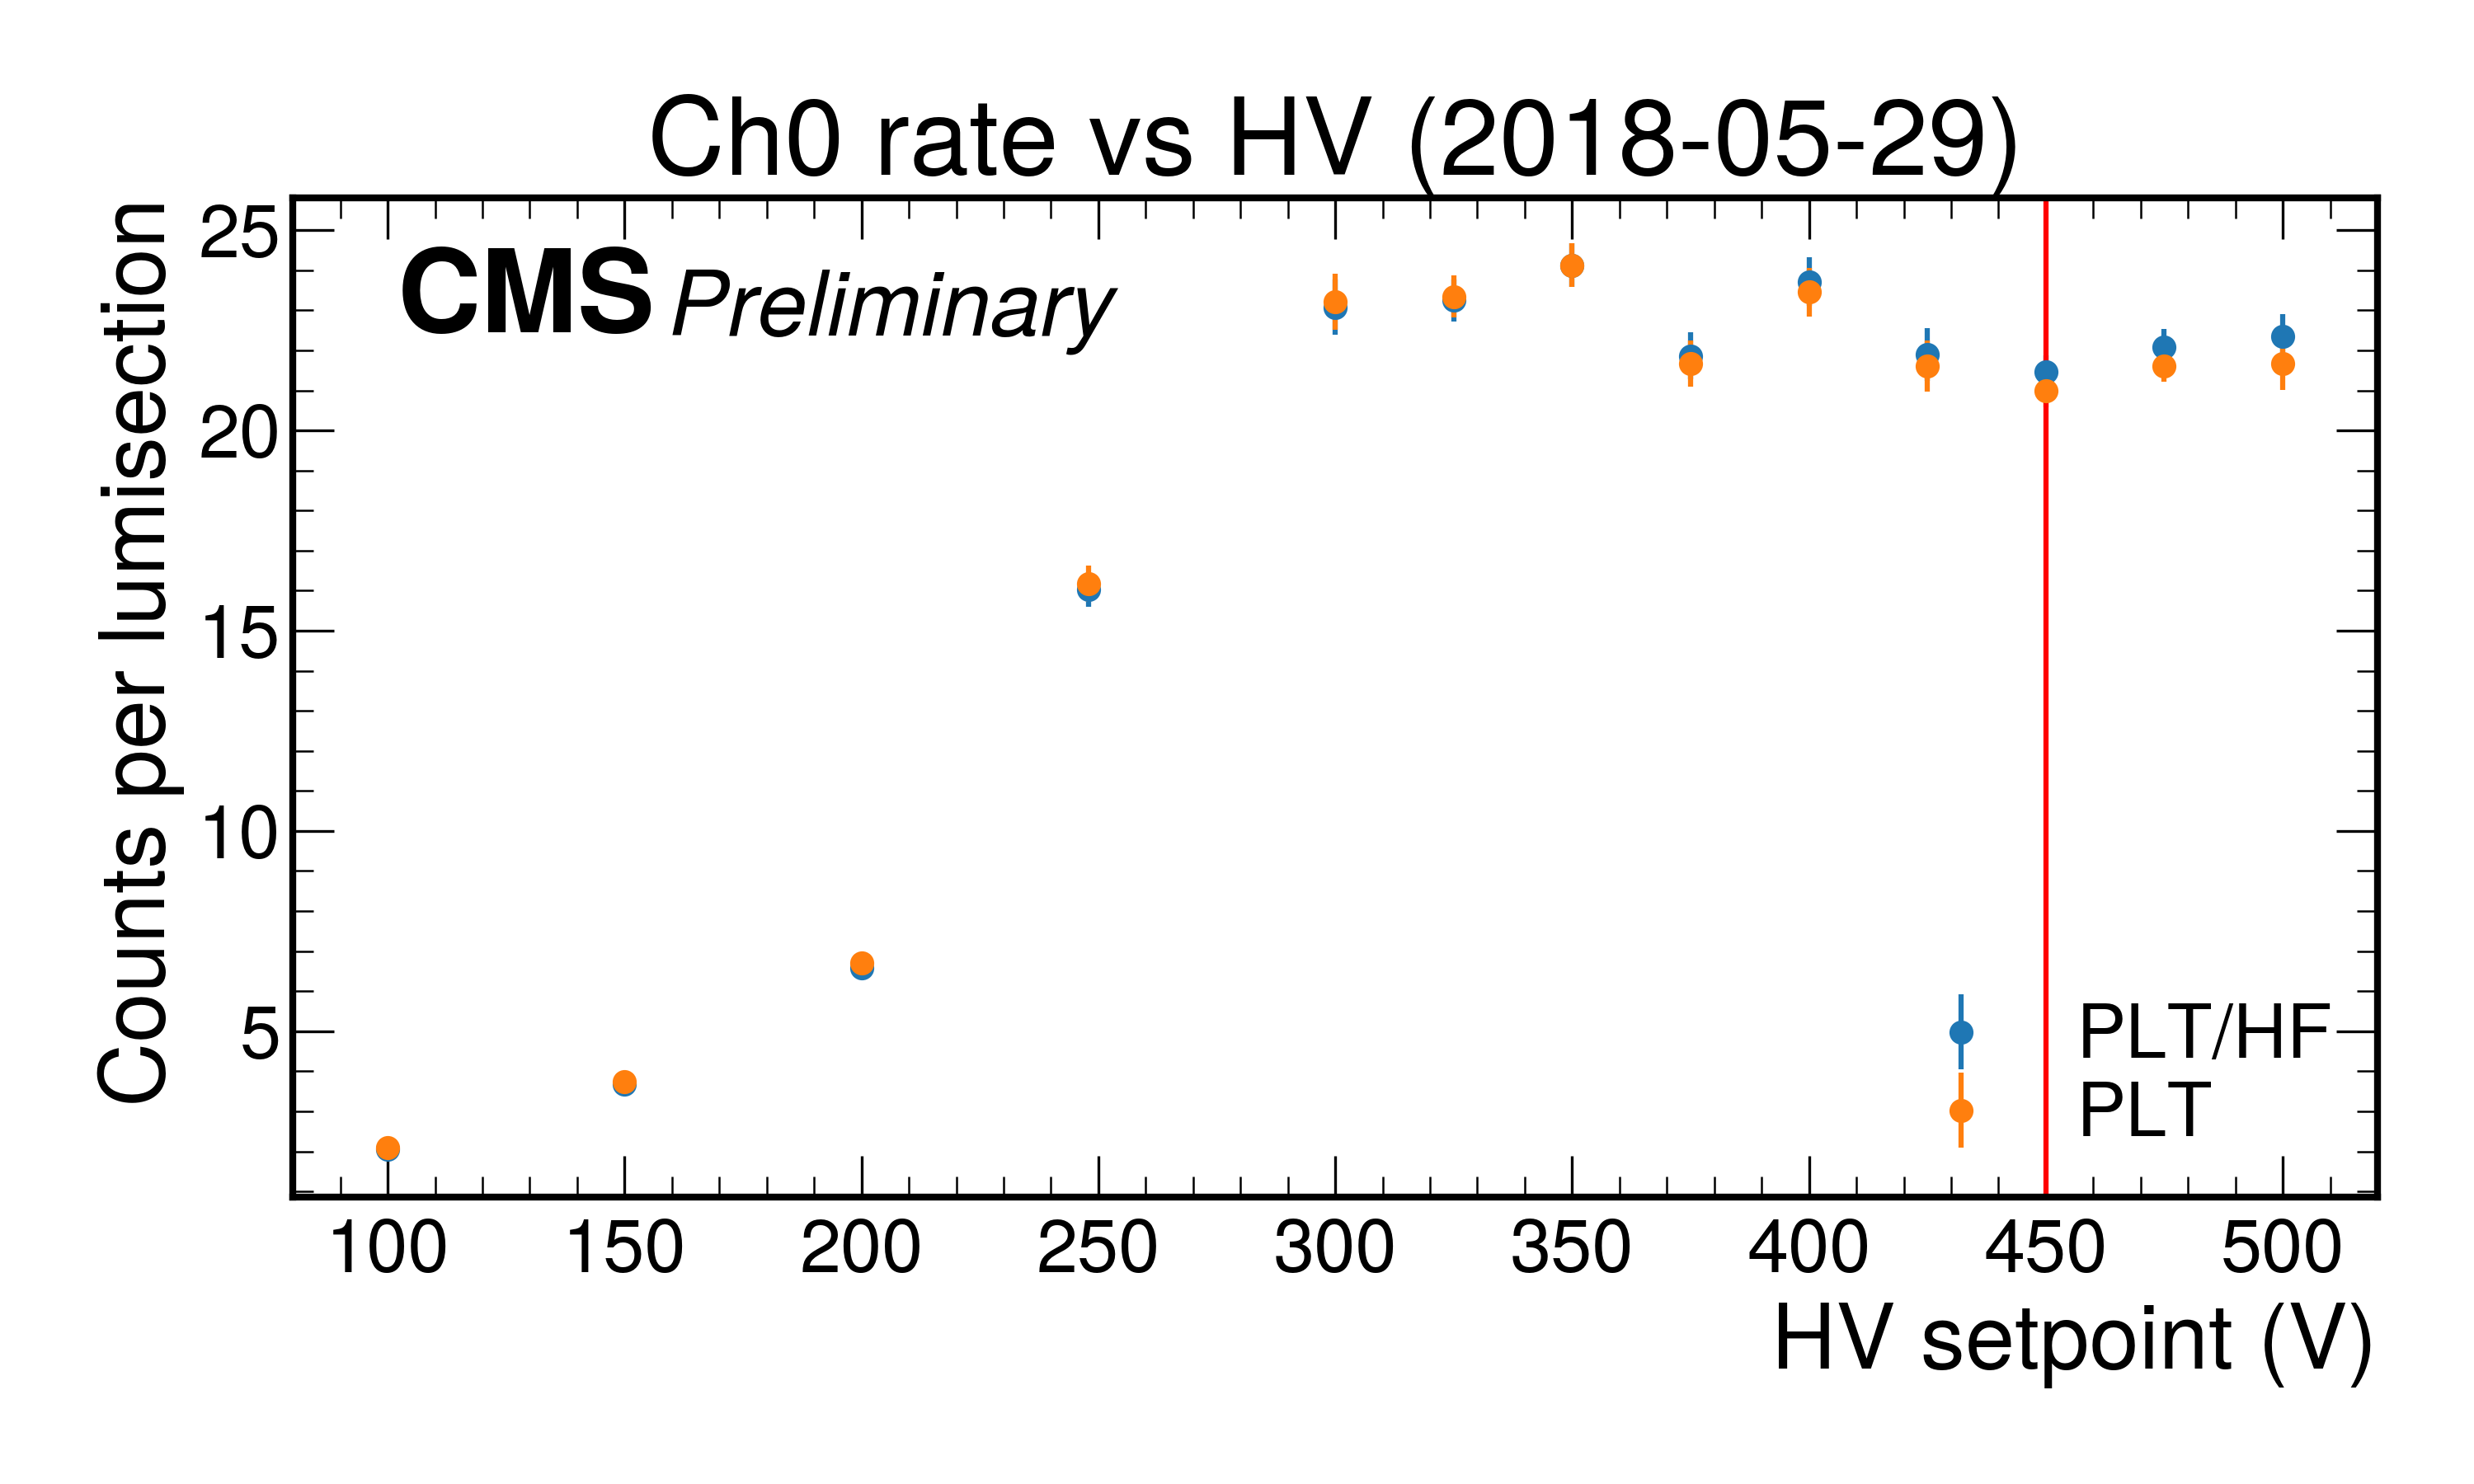 Ch0 rate vs HV (2018-05-29)
CMS Preliminary
Counts per lumisection
25
20
15
10
5
PLT/HF
PLT
100 150 200 250 300 350 400 450 500
HV setpoint (V)